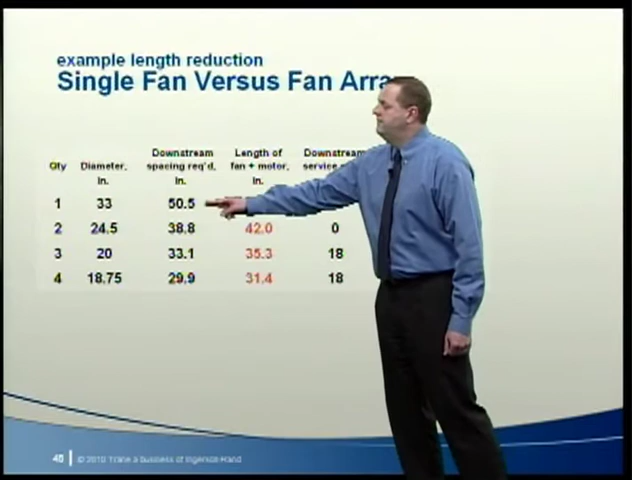 example length reduction
Single Fan Versus Fan Arra
Downstream Length of Downstream
Qty Diameter, spacing req'd, fan + motor, service
in. in. in.
1 33 50.5
2 24.5 38.8 42.0 0
3 20 33.1 35.3 18
4 18.75 29.9 31.4 18
48 © 2010 Trane a business of Ingersoll-Rand